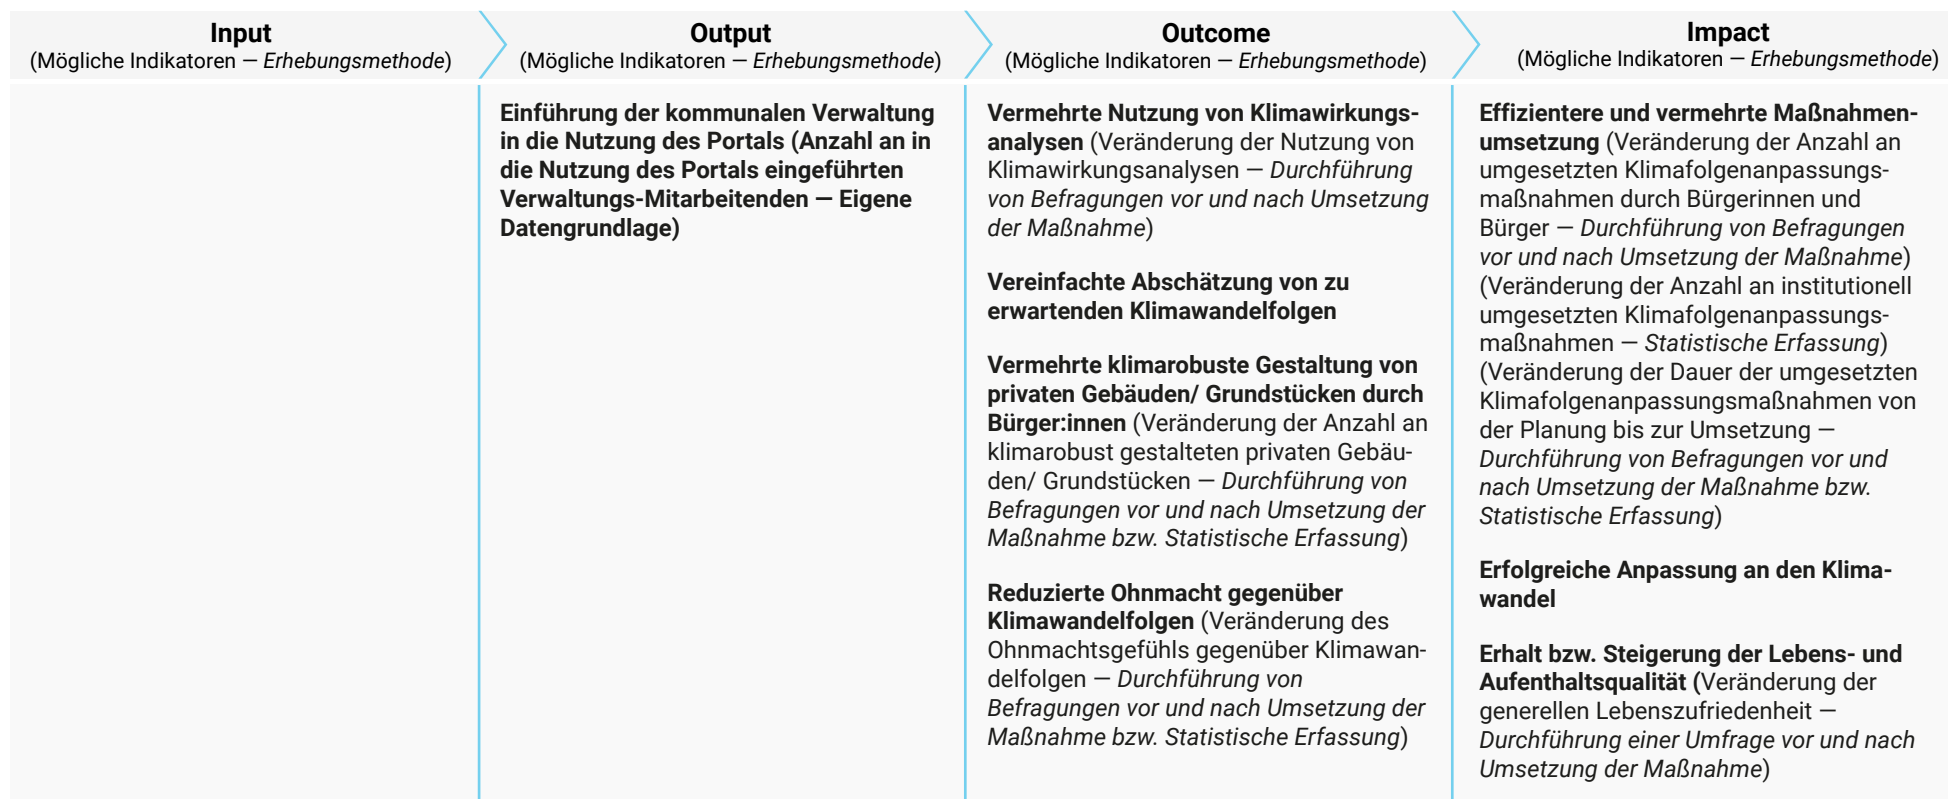 Input
(Mögliche Indikatoren — Erhebungsmethode)
Output
(Mögliche Indikatoren — Erhebungsmethode)
Outcome
(Mögliche Indikatoren — Erhebungsmethode)
Impact
(Mögliche Indikatoren — Erhebungsmethode)
Einführung der kommunalen Verwaltung
in die Nutzung des Portals (Anzahl an in
die Nutzung des Portals eingeführten
Verwaltungs-Mitarbeitenden — Eigene
Datengrundlage)
Vermehrte Nutzung von Klimawirkungs-
analysen (Veränderung der Nutzung von
Klimawirkungsanalysen — Durchführung
von Befragungen vor und nach Umsetzung
der Maßnahme)
Vereinfachte Abschätzung von zu
erwartenden Klimawandelfolgen
Vermehrte klimarobuste Gestaltung von
privaten Gebäuden/ Grundstücken durch
Bürger:innen (Veränderung der Anzahl an
klimarobust gestalteten privaten Gebäu-
den/ Grundstücken — Durchführung von
Befragungen vor und nach Umsetzung der
Maßnahme bzw. Statistische Erfassung)
Reduzierte Ohnmacht gegenüber
Klimawandelfolgen (Veränderung des
Ohnmachtsgefühls gegenüber Klimawan-
delfolgen — Durchführung von
Befragungen vor und nach Umsetzung der
Maßnahme bzw. Statistische Erfassung)
Effizientere und vermehrte Maßnahmen-
umsetzung (Veränderung der Anzahl an
umgesetzten Klimafolgenanpassungs-
maßnahmen durch Bürgerinnen und
Bürger — Durchführung von Befragungen
vor und nach Umsetzung der Maßnahme)
(Veränderung der Anzahl an institutionell
umgesetzten Klimafolgenanpassungs-
maßnahmen — Statistische Erfassung)
(Veränderung der Dauer der umgesetzten
Klimafolgenanpassungsmaßnahmen von
der Planung bis zur Umsetzung —
Durchführung von Befragungen vor und
nach Umsetzung der Maßnahme bzw.
Statistische Erfassung)
Erfolgreiche Anpassung an den Klima-
wandel
Erhalt bzw. Steigerung der Lebens- und
Aufenthaltsqualität (Veränderung der
generellen Lebenszufriedenheit —
Durchführung einer Umfrage vor und nach
Umsetzung der Maßnahme)